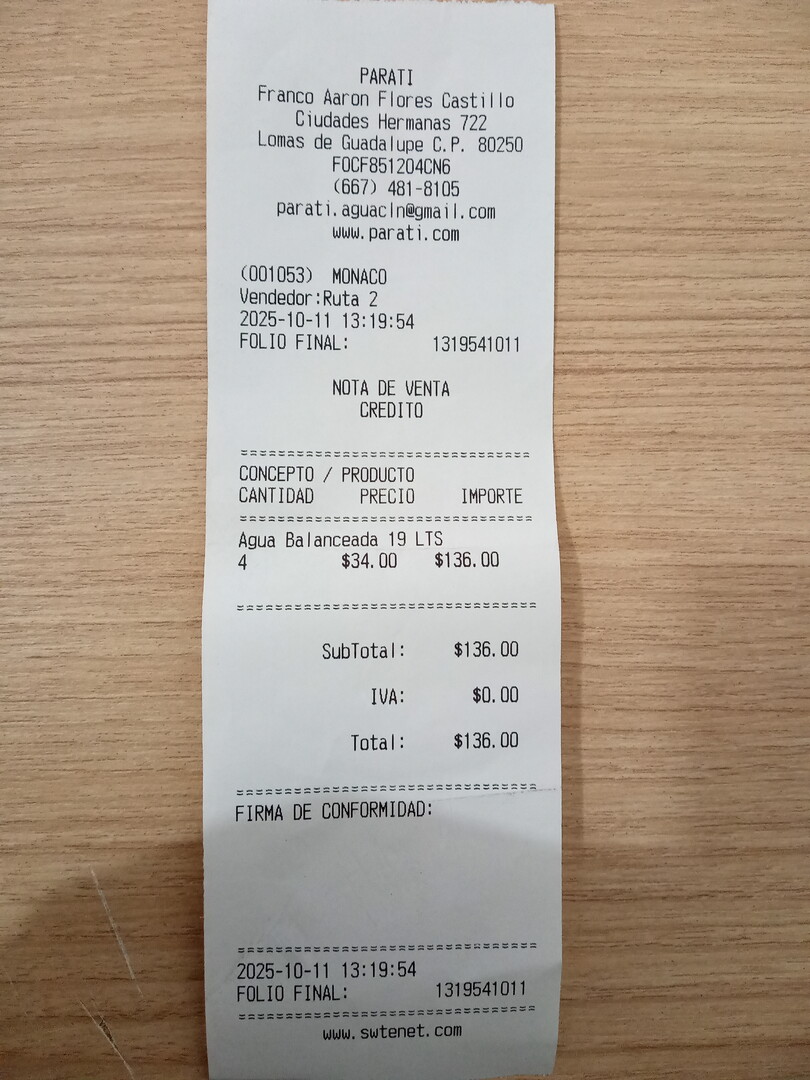 PARATI
Franco Aaron Flores Castillo
Ciudades Hermanas 722
Lomas de Guadalupe C.P. 80250
FOCF851204CN6
(667) 481-8105
parati.aguacln@gmail.com
www.parati.com
(001053) MONACO
Vendedor:Ruta 2
2025-10-11 13:19:54
FOLIO FINAL: 1319541011
NOTA DE VENTA
CREDITO
================================
CONCEPTO / PRODUCTO
CANTIDAD PRECIO IMPORTE
================================
Agua Balanceada 19 LTS
4 $34.00 $136.00
================================
SubTotal: $136.00
IVA: $0.00
Total: $136.00
================================
FIRMA DE CONFORMIDAD:
================================
2025-10-11 13:19:54
FOLIO FINAL: 1319541011
================================
www.swtenet.com